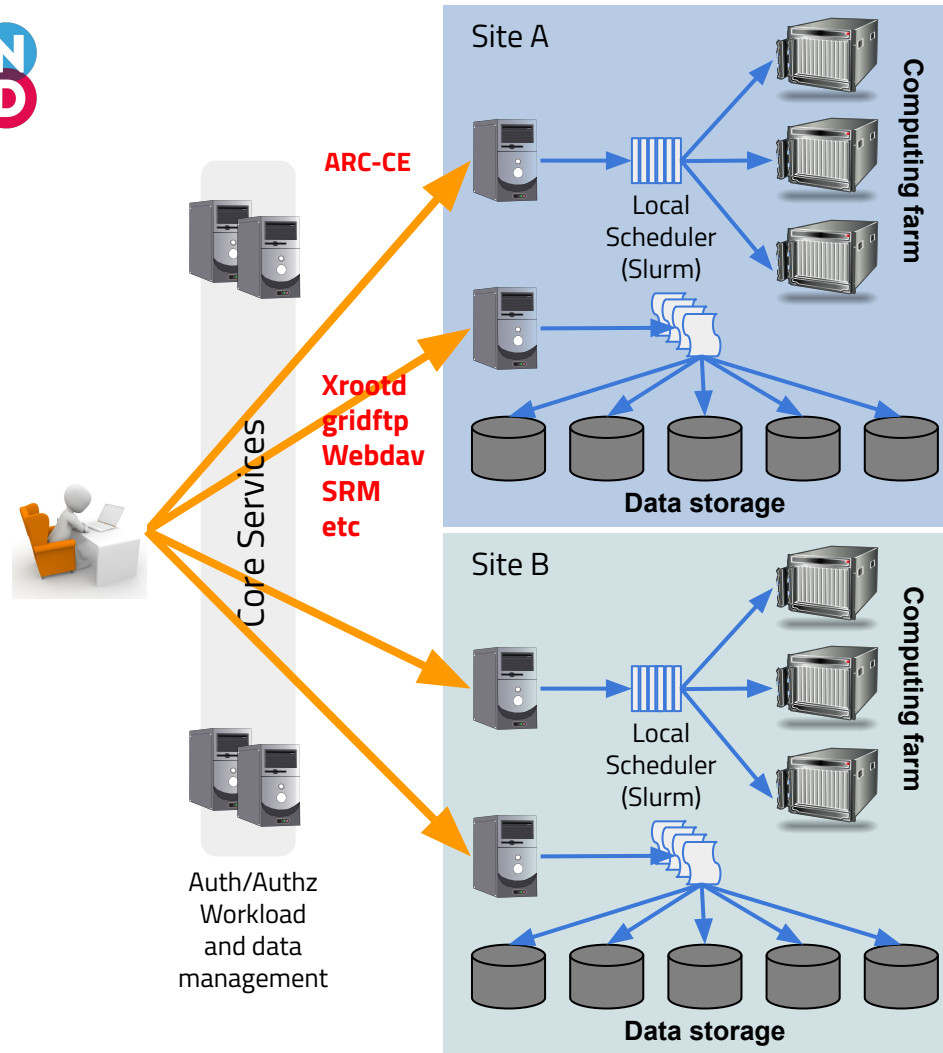 N
D
Site A
Computing farm
ARC-CE
Local
Scheduler
(Slurm)
Xrootd
gridftp
Webdav
SRM
etc
Core Services
Data storage
Site B
Computing farm
Local
Scheduler
(Slurm)
Auth/Authz
Workload
and data
management
Data storage